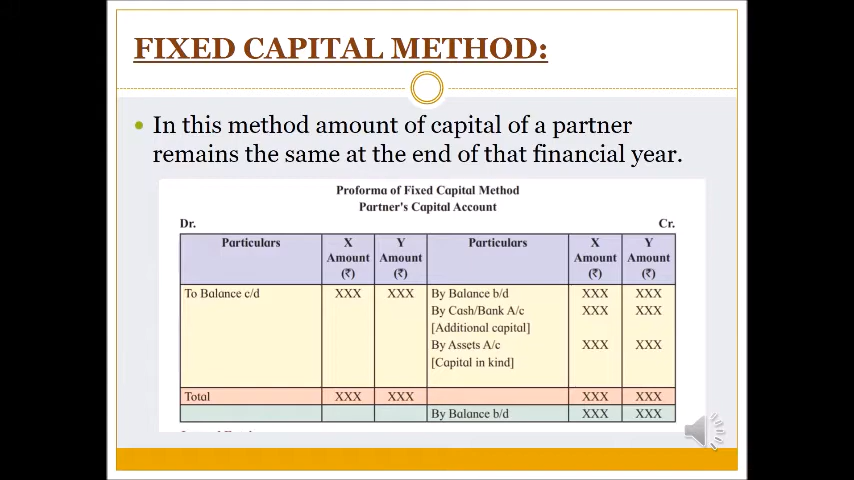 FIXED CAPITAL METHOD:
• In this method amount of capital of a partner
remains the same at the end of that financial year.
Proforma of Fixed Capital Method
Partner's Capital Account
Dr. Cr.
Particulars X Amount (₹) Y Amount (₹) Particulars X Amount (₹) Y Amount (₹)
To Balance c/d XXX XXX By Balance b/d XXX XXX
By Cash/Bank A/c XXX XXX
[Additional capital]
By Assets A/c XXX XXX
[Capital in kind]
Total XXX XXX XXX XXX
By Balance b/d XXX XXX